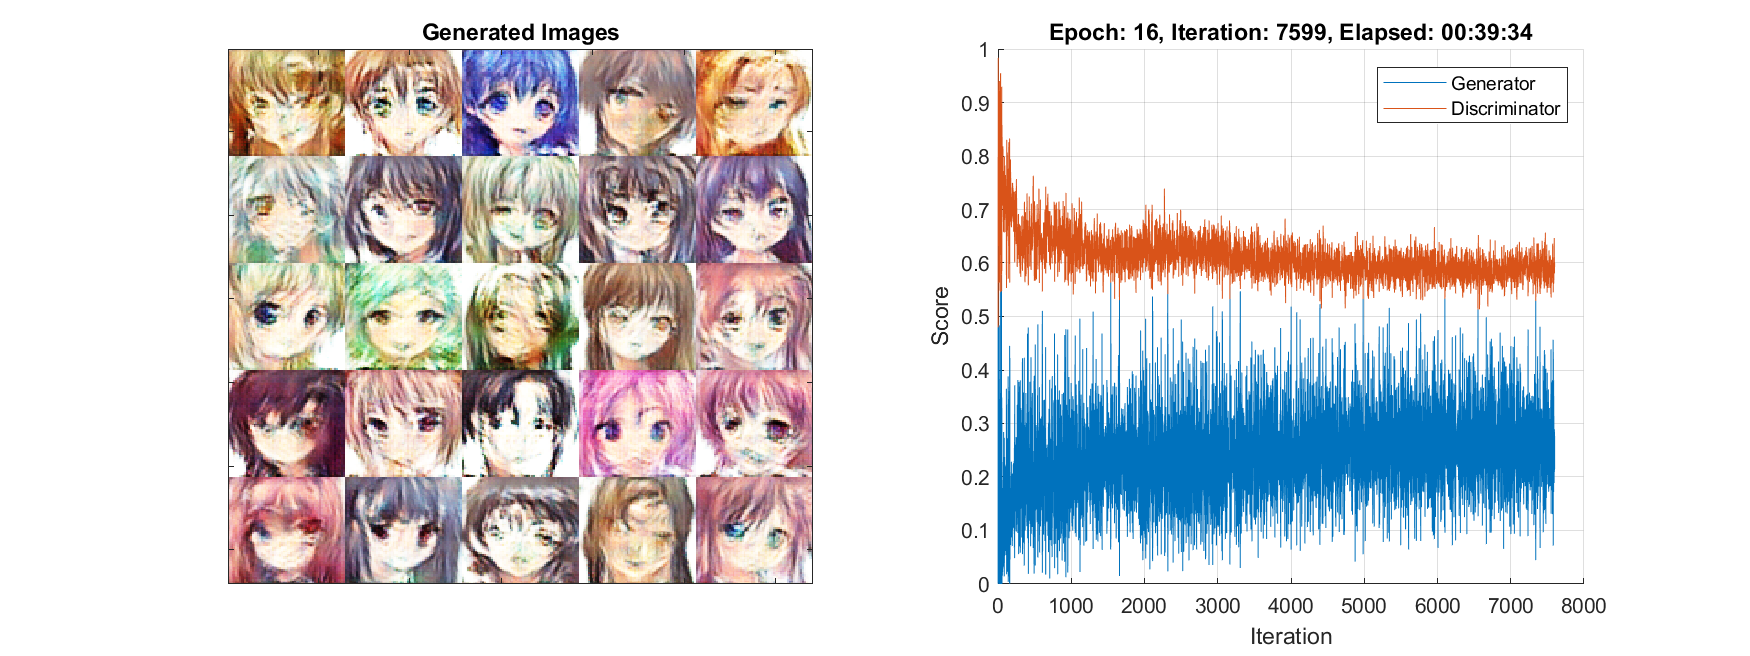 Generated Images
Epoch: 16, Iteration: 7599, Elapsed: 00:39:34
Generator
Discriminator
1
0.9
0.8
0.7
0.6
0.5
0.4
0.3
0.2
0.1
0
Score
0 1000 2000 3000 4000 5000 6000 7000 8000
Iteration